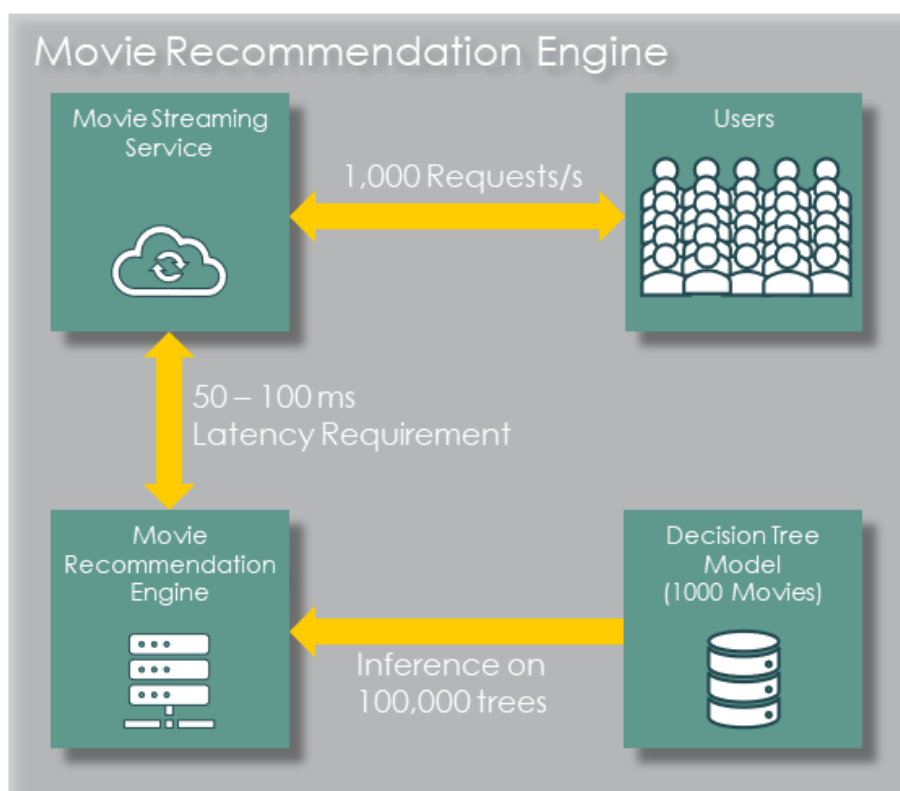 Movie Recommendation Engine
Movie Streaming
Service
1,000 Requests/s
Users
50 – 100 ms
Latency Requirement
Movie
Recommendation
Engine
Inference on
100,000 trees
Decision Tree
Model
(1000 Movies)